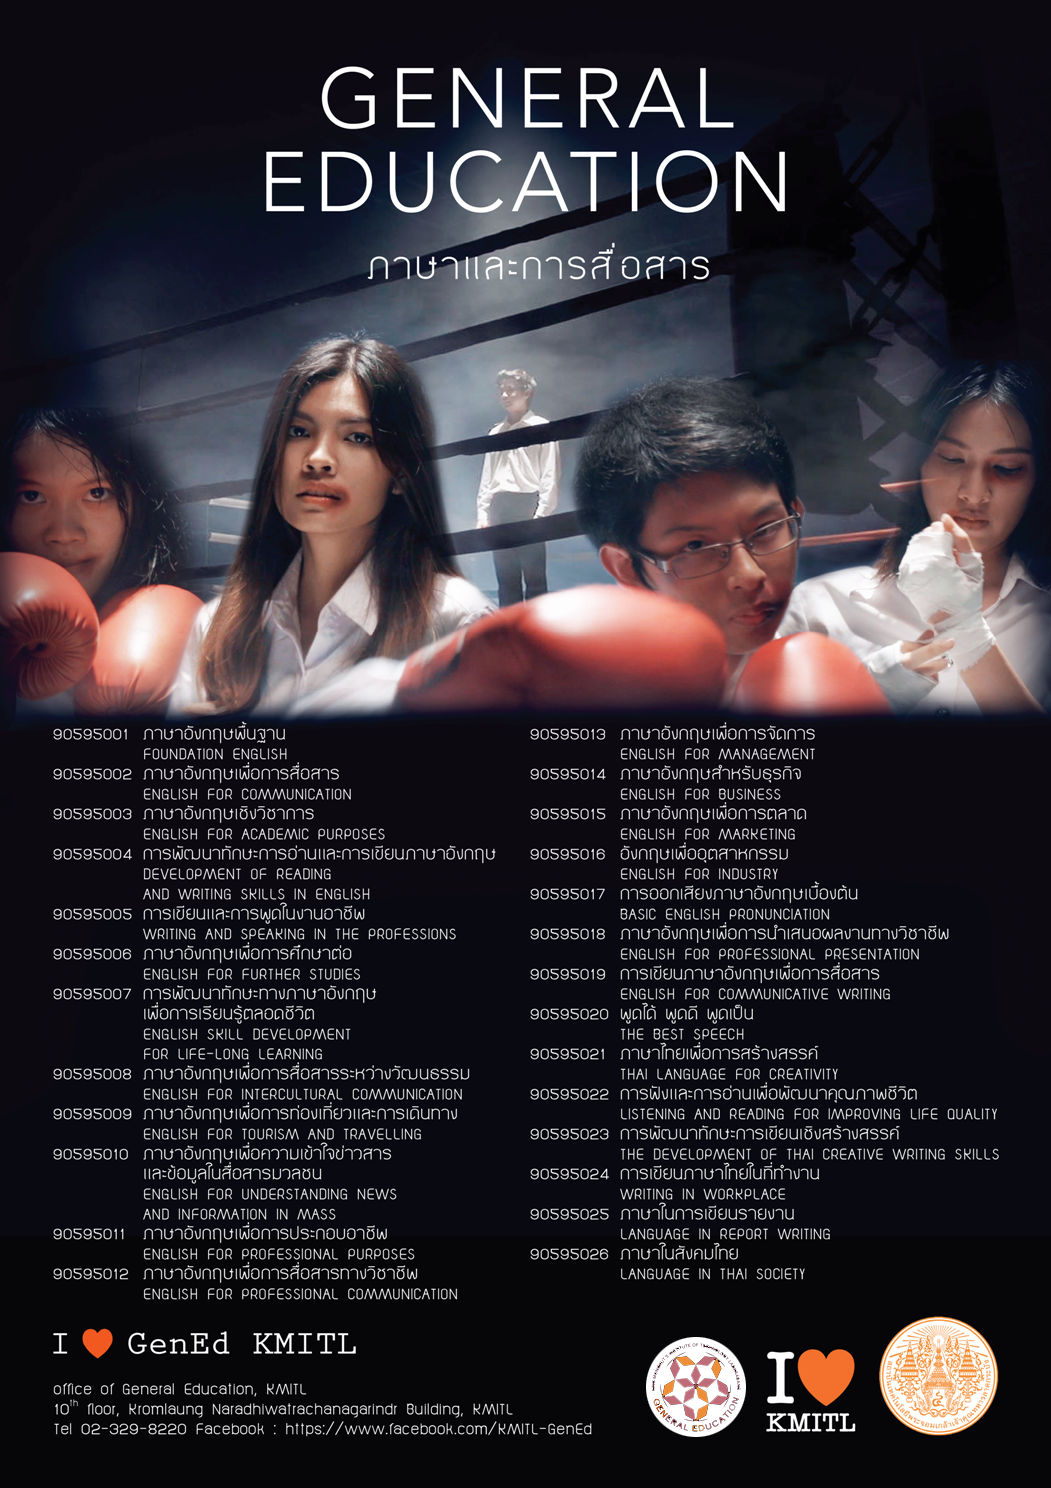 GENERAL
EDUCATION
ภาษาและการสื่อสาร
90595001 ภาษาอังกฤษพื้นฐาน
FOUNDATION ENGLISH
90595002 ภาษาอังกฤษเพื่อการสื่อสาร
ENGLISH FOR COMMUNICATION
90595003 ภาษาอังกฤษเชิงวิชาการ
ENGLISH FOR ACADEMIC PURPOSES
90595004 การพัฒนาทักษะการอ่านและการเขียนภาษาอังกฤษ
DEVELOPMENT OF READING
AND WRITING SKILLS IN ENGLISH
90595005 การเขียนและการพูดในงานอาชีพ
WRITING AND SPEAKING IN THE PROFESSIONS
90595006 ภาษาอังกฤษเพื่อการศึกษาต่อ
ENGLISH FOR FURTHER STUDIES
90595007 การพัฒนาทักษะทางภาษาอังกฤษ
เพื่อการเรียนรู้ตลอดชีวิต
ENGLISH SKILL DEVELOPMENT
FOR LIFE-LONG LEARNING
90595008 ภาษาอังกฤษเพื่อการสื่อสารระหว่างวัฒนธรรม
ENGLISH FOR INTERCULTURAL COMMUNICATION
90595009 ภาษาอังกฤษเพื่อการท่องเที่ยวและการเดินทาง
ENGLISH FOR TOURISM AND TRAVELLING
90595010 ภาษาอังกฤษเพื่อความเข้าใจข่าวสาร
และข้อมูลในสื่อสารมวลชน
ENGLISH FOR UNDERSTANDING NEWS
AND INFORMATION IN MASS
90595011 ภาษาอังกฤษเพื่อการประกอบอาชีพ
ENGLISH FOR PROFESSIONAL PURPOSES
90595012 ภาษาอังกฤษเพื่อการสื่อสารทางวิชาชีพ
ENGLISH FOR PROFESSIONAL COMMUNICATION
90595013 ภาษาอังกฤษเพื่อการจัดการ
ENGLISH FOR MANAGEMENT
90595014 ภาษาอังกฤษสำหรับธุรกิจ
ENGLISH FOR BUSINESS
90595015 ภาษาอังกฤษเพื่อการตลาด
ENGLISH FOR MARKETING
90595016 อังกฤษเพื่ออุตสาหกรรม
ENGLISH FOR INDUSTRY
90595017 การออกเสียงภาษาอังกฤษเบื้องต้น
BASIC ENGLISH PRONUNCIATION
90595018 ภาษาอังกฤษเพื่อการนำเสนอผลงานทางวิชาชีพ
ENGLISH FOR PROFESSIONAL PRESENTATION
90595019 การเขียนภาษาอังกฤษเพื่อการสื่อสาร
ENGLISH FOR COMMUNICATIVE WRITING
90595020 พูดได้ พูดดี พูดเป็น
THE BEST SPEECH
90595021 ภาษาไทยเพื่อการสร้างสรรค์
THAI LANGUAGE FOR CREATIVITY
90595022 การฟังและการอ่านเพื่อพัฒนาคุณภาพชีวิต
LISTENING AND READING FOR IMPROVING LIFE QUALITY
90595023 การพัฒนาทักษะการเขียนเชิงสร้างสรรค์
THE DEVELOPMENT OF THAI CREATIVE WRITING SKILLS
90595024 การเขียนภาษาไทยในที่ทำงาน
WRITING IN WORKPLACE
90595025 ภาษาในการเขียนรายงาน
LANGUAGE IN REPORT WRITING
90595026 ภาษาในสังคมไทย
LANGUAGE IN THAI SOCIETY
I GenEd KMITL
office of General Education, KMITL
10th floor, Kromlaung Naradhiwatrachanagarindr Building, KMITL
Tel 02-329-8220 Facebook : https://www.facebook.com/KMITL-GenEd
GENERAL EDUCATION
I
KMITL